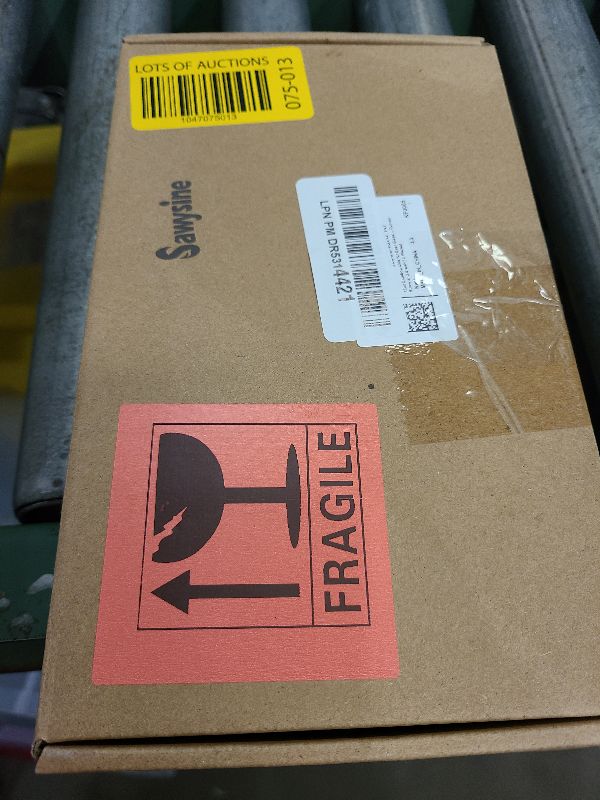 LOTS OF AUCTIONS
1047075013
075-013
Sawysine
LPN PM DR5314421
FRAGILE